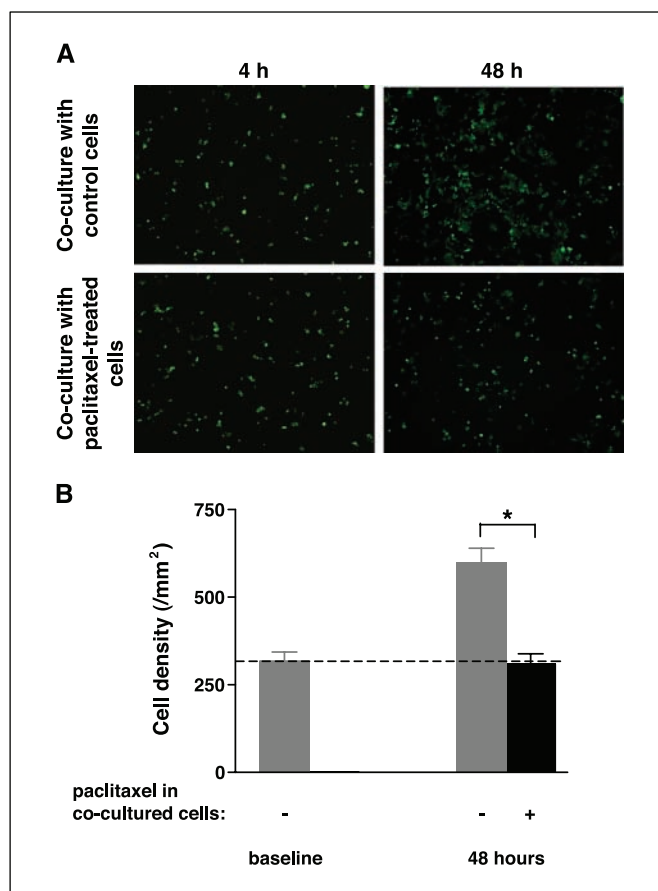 A
4 h 48 h
Co-culture with
control cells
Co-culture with
paclitaxel-treated
cells
B
Cell density (/mm²)
750
500
250
0
*
paclitaxel in
co-cultured cells: - - +
baseline 48 hours